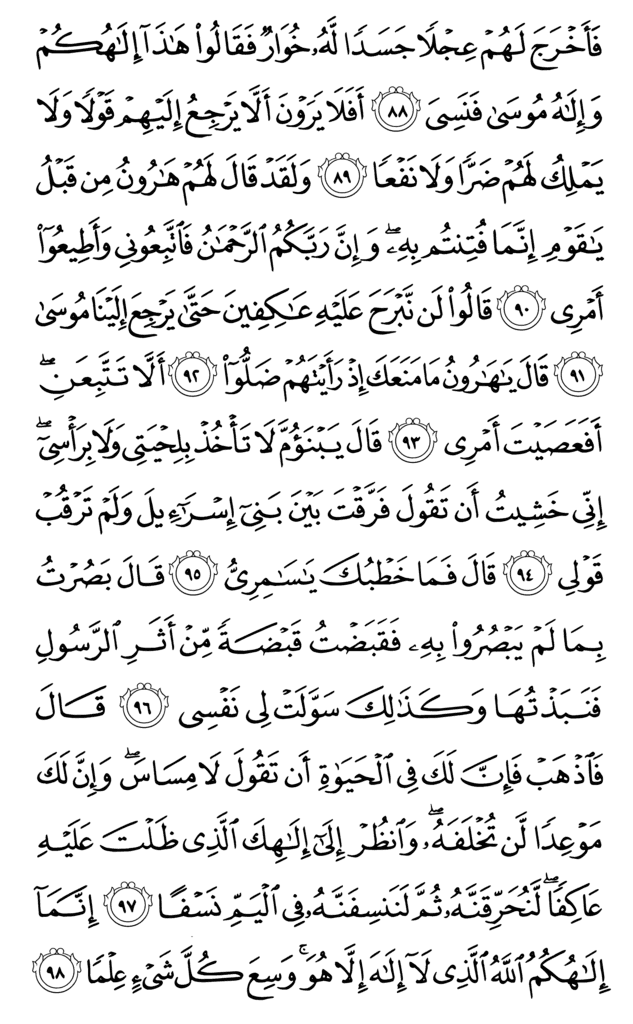 فَأَخْرَجَ لَهُمْ عِجْلًا جَسَدًا لَّهُۥ خُوَارٌ فَقَالُوا۟ هَـٰذَآ إِلَـٰهُكُمْ
وَإِلَـٰهُ مُوسَىٰ فَنَسِىَ ٨٨ أَفَلَا يَرَوْنَ أَلَّا يَرْجِعُ إِلَيْهِمْ قَوْلًا وَلَا
يَمْلِكُ لَهُمْ ضَرًّا وَلَا نَفْعًا ٨٩ وَلَقَدْ قَالَ لَهُمْ هَـٰرُونُ مِن قَبْلُ
يَـٰقَوْمِ إِنَّمَا فُتِنتُم بِهِۦ ۖ وَإِنَّ رَبَّكُمُ ٱلرَّحْمَـٰنُ فَٱتَّبِعُونِى وَأَطِيعُوٓا۟
أَمْرِى ٩٠ قَالُوا۟ لَن نَّبْرَحَ عَلَيْهِ عَـٰكِفِينَ حَتَّىٰ يَرْجِعَ إِلَيْنَا مُوسَىٰ
٩١ قَالَ يَـٰهَـٰرُونُ مَا مَنَعَكَ إِذْ رَأَيْتَهُمْ ضَلُّوٓا۟ ٩٢ أَلَّا تَتَّبِعَنِ ۖ
أَفَعَصَيْتَ أَمْرِى ٩٣ قَالَ يَبْنَؤُمَّ لَا تَأْخُذْ بِلِحْيَتِى وَلَا بِرَأْسِىٓ ۖ
إِنِّى خَشِيتُ أَن تَقُولَ فَرَّقْتَ بَيْنَ بَنِىٓ إِسْرَٰٓءِيلَ وَلَمْ تَرْقُبْ
قَوْلِى ٩٤ قَالَ فَمَا خَطْبُكَ يَـٰسَـٰمِرِىُّ ٩٥ قَالَ بَصُرْتُ
بِمَا لَمْ يَبْصُرُوا۟ بِهِۦ فَقَبَضْتُ قَبْضَةً مِّنْ أَثَرِ ٱلرَّسُولِ
فَنَبَذْتُهَا وَكَذَٰلِكَ سَوَّلَتْ لِى نَفْسِى ٩٦ قَالَ
فَٱذْهَبْ فَإِنَّ لَكَ فِى ٱلْحَيَوٰةِ أَن تَقُولَ لَا مِسَاسَ ۖ وَإِنَّ لَكَ
مَوْعِدًا لَّن تُخْلَفَهُۥ ۖ وَٱنظُرْ إِلَىٰٓ إِلَـٰهِكَ ٱلَّذِى ظَلْتَ عَلَيْهِ
عَاكِفًا ۖ لَّنُحَرِّقَنَّهُۥ ثُمَّ لَنَنسِفَنَّهُۥ فِى ٱلْيَمِّ نَسْفًا ٩٧ إِنَّمَآ
إِلَـٰهُكُمُ ٱللَّهُ ٱلَّذِى لَآ إِلَـٰهَ إِلَّا هُوَ ۚ وَسِعَ كُلَّ شَىْءٍ عِلْمًا ٩٨